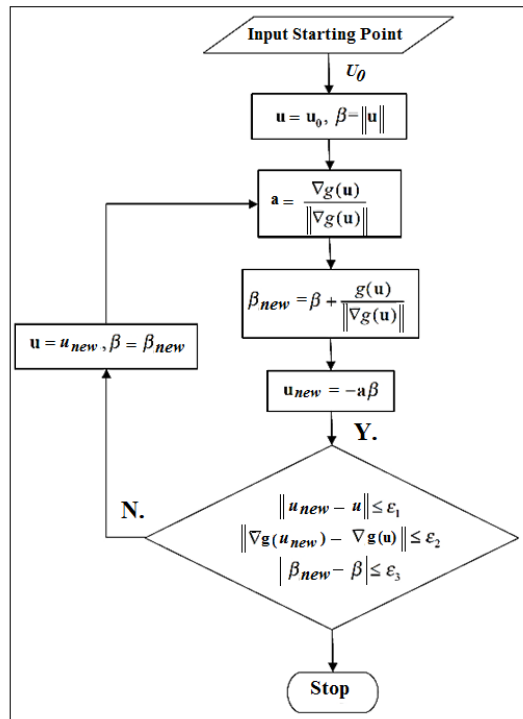 Input Starting Point
U₀
u = u₀, β=‖u‖
a = ∇g(u) / ‖∇g(u)‖
βnew = β + g(u) / ‖∇g(u)‖
u = unew, β = βnew
unew = −aβ
Y.
N.
‖unew − u‖ ≤ ε₁
‖∇g(unew) − ∇g(u)‖ ≤ ε₂
|βnew − β| ≤ ε₃
Stop